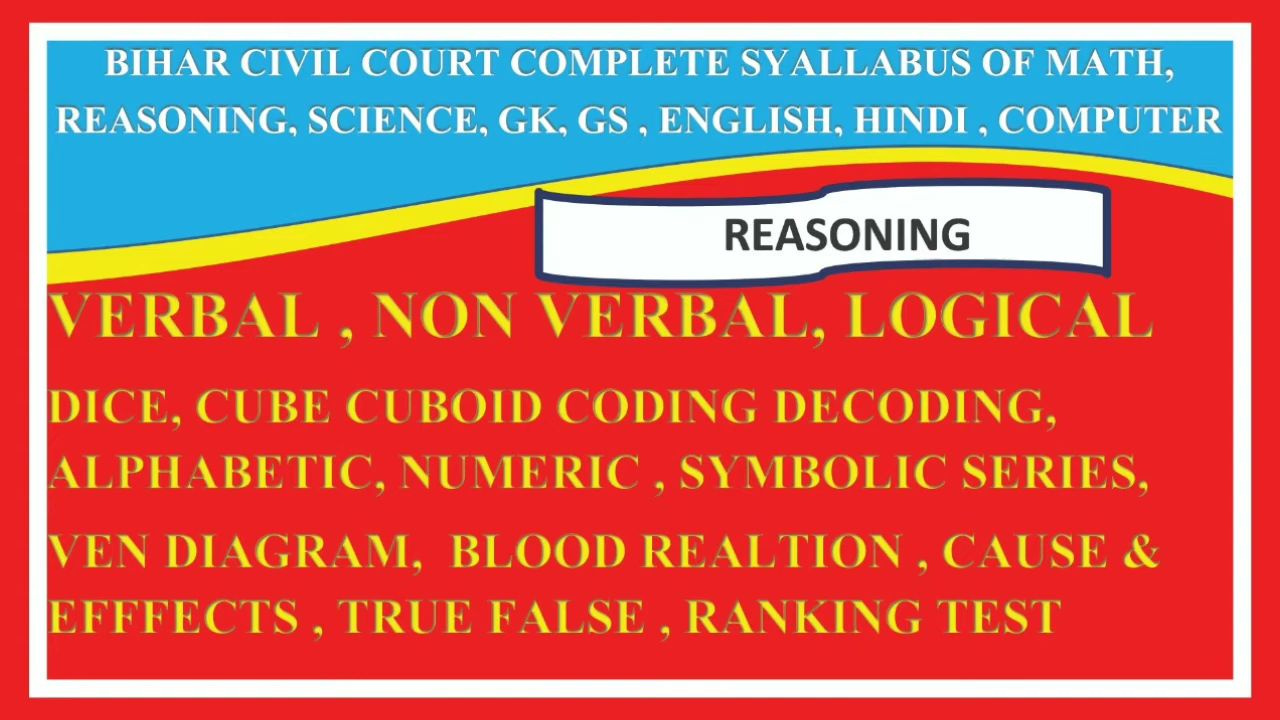 BIHAR CIVIL COURT COMPLETE SYALLABUS OF MATH,
REASONING, SCIENCE, GK, GS , ENGLISH, HINDI , COMPUTER
REASONING
VERBAL , NON VERBAL, LOGICAL
DICE, CUBE CUBOID CODING DECODING,
ALPHABETIC, NUMERIC , SYMBOLIC SERIES,
VEN DIAGRAM, BLOOD REALTION , CAUSE &
EFFFECTS , TRUE FALSE , RANKING TEST